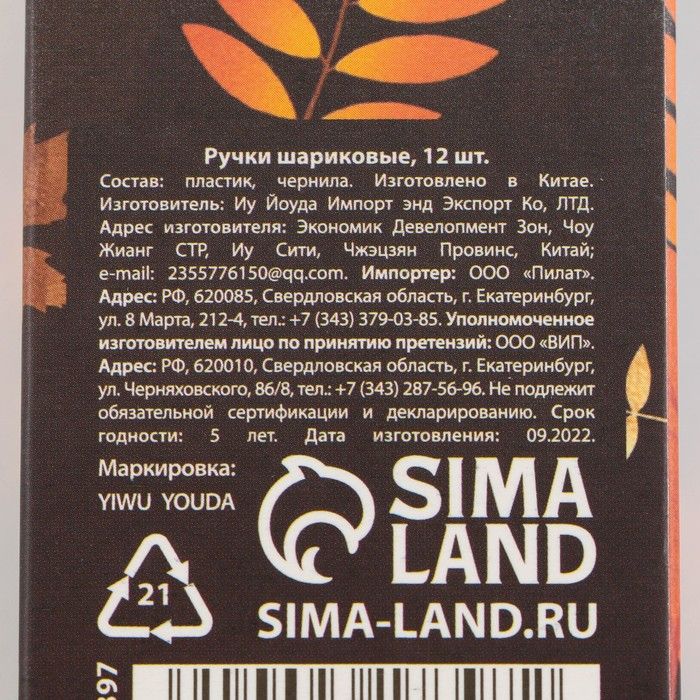 Ручки шариковые, 12 шт.
Состав: пластик, чернила. Изготовлено в Китае.
Изготовитель: Иу Йоуда Импорт энд Экспорт Ко, ЛТД.
Адрес изготовителя: Экономик Девелопмент Зон, Чоу
Жианг СТР, Иу Сити, Чжэцзян Провинс, Китай;
e-mail: 2355776150@qq.com. Импортер: ООО «Пилат».
Адрес: РФ, 620085, Свердловская область, г. Екатеринбург,
ул. 8 Марта, 212-4, тел.: +7 (343) 379-03-85. Уполномоченное
изготовителем лицо по принятию претензий: ООО «ВИП».
Адрес: РФ, 620010, Свердловская область, г. Екатеринбург,
ул. Черняховского, 86/8, тел.: +7 (343) 287-56-96. Не подлежит
обязательной сертификации и декларированию. Срок
годности: 5 лет. Дата изготовления: 09.2022.
Маркировка:
YIWU YOUDA
SIMA
LAND
21
SIMA-LAND.RU
397